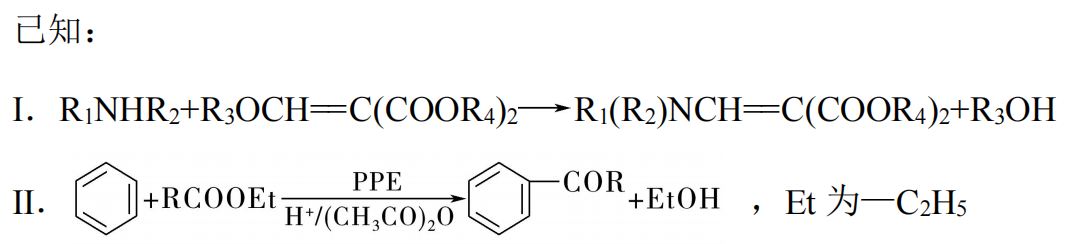 已知：
I. R₁NHR₂+R₃OCH=C(COOR₄)₂→R₁(R₂)NCH=C(COOR₄)₂+R₃OH
II. +RCOOEt PPE H⁺/(CH₃CO)₂O → COR +EtOH ，Et 为—C₂H₅